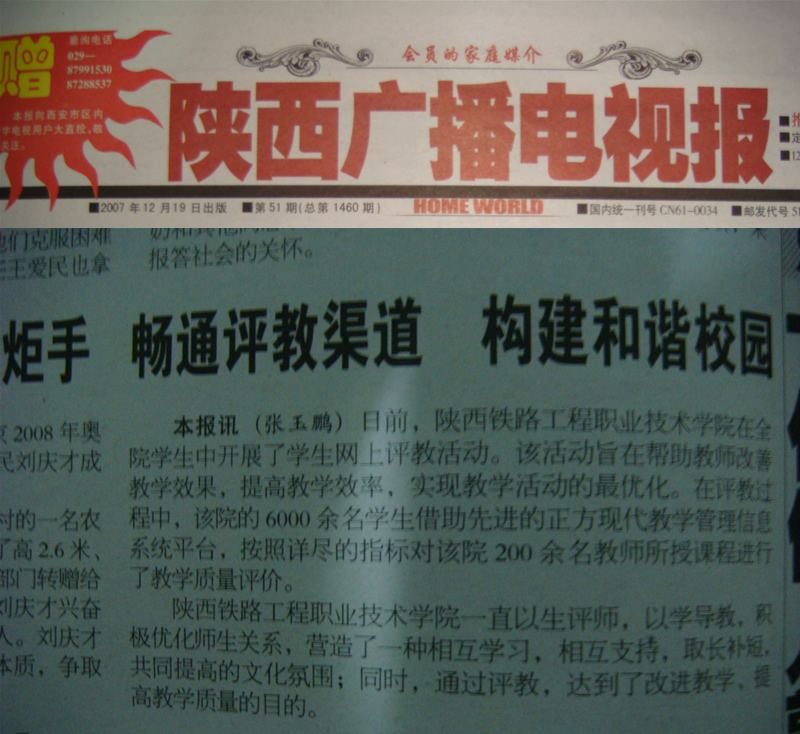 赠
垂询电话
029—
87991530
87288537
本报向西安市区内
字电视用户大直投,敬
关注。
会员的家庭媒介
陕西广播电视报
■2007年12月19日出版 ■第51期(总第1460期) HOME WORLD ■国内统一刊号CN61-0034 ■邮发代号5
他们克服困难
王爱民也拿
报答社会的关怀。
炬手
畅通评教渠道 构建和谐校园
2008年奥
民刘庆才成
村的一名农
了高2.6米、
部门转赠给
刘庆才兴奋
人。刘庆才
本质，争取
本报讯（张玉鹏）日前，陕西铁路工程职业技术学院在全
院学生中开展了学生网上评教活动。该活动旨在帮助教师改善
教学效果，提高教学效率，实现教学活动的最优化。在评教过
程中，该院的6000余名学生借助先进的正方现代教学管理信息
系统平台，按照详尽的指标对该院200余名教师所授课程进行
了教学质量评价。
陕西铁路工程职业技术学院一直以生评师，以学导教，积
极优化师生关系，营造了一种相互学习，相互支持，取长补短，
共同提高的文化氛围；同时，通过评教，达到了改进教学、提
高教学质量的目的。